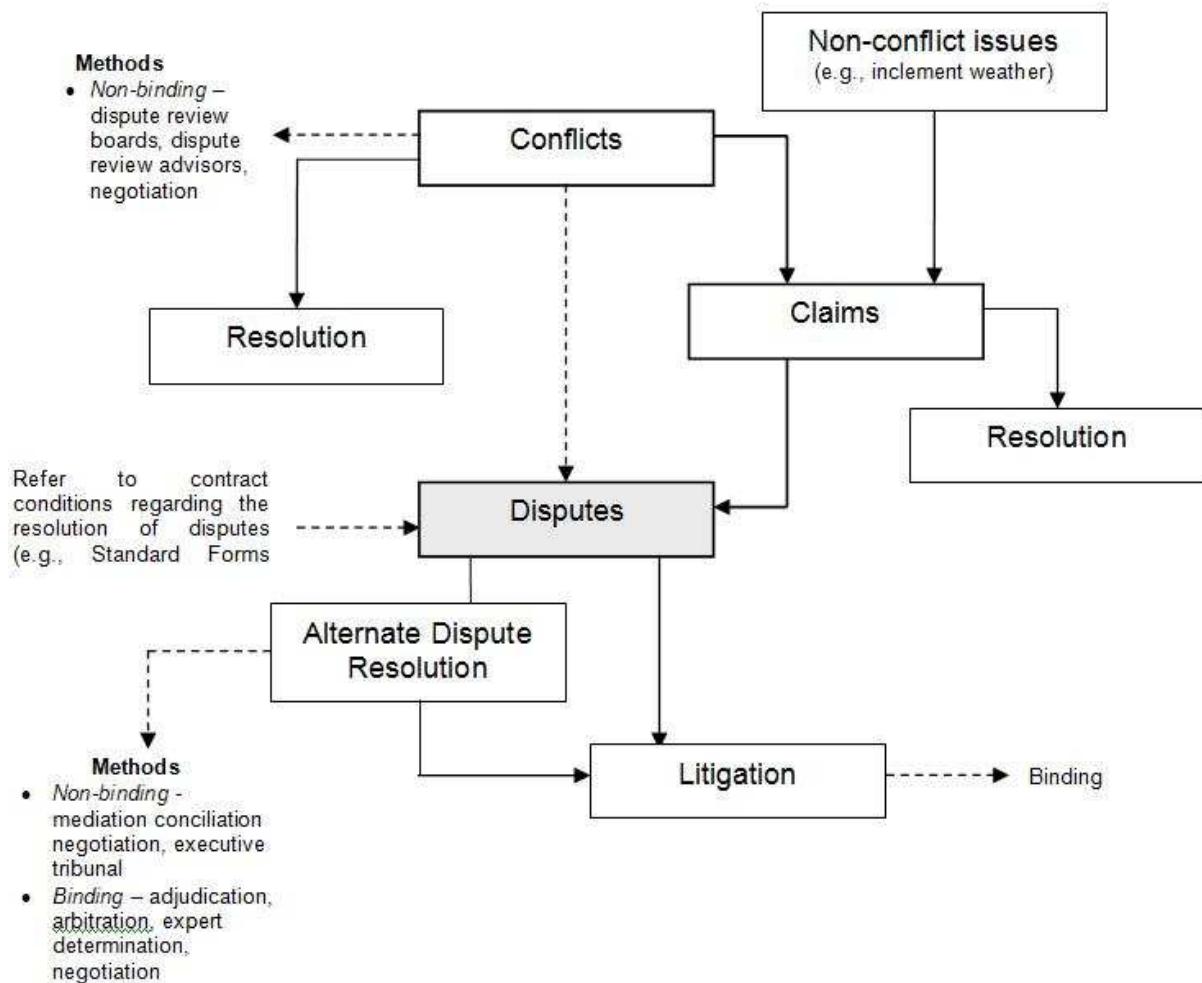 Non-conflict issues
(e.g., inclement weather)
Methods
• Non-binding –
dispute review
boards, dispute
review advisors,
negotiation
Conflicts
Claims
Resolution
Resolution
Refer to contract
conditions regarding the
resolution of disputes
(e.g., Standard Forms
Disputes
Alternate Dispute
Resolution
Methods
• Non-binding -
mediation conciliation
negotiation, executive
tribunal
• Binding – adjudication,
arbitration, expert
determination,
negotiation
Litigation
Binding